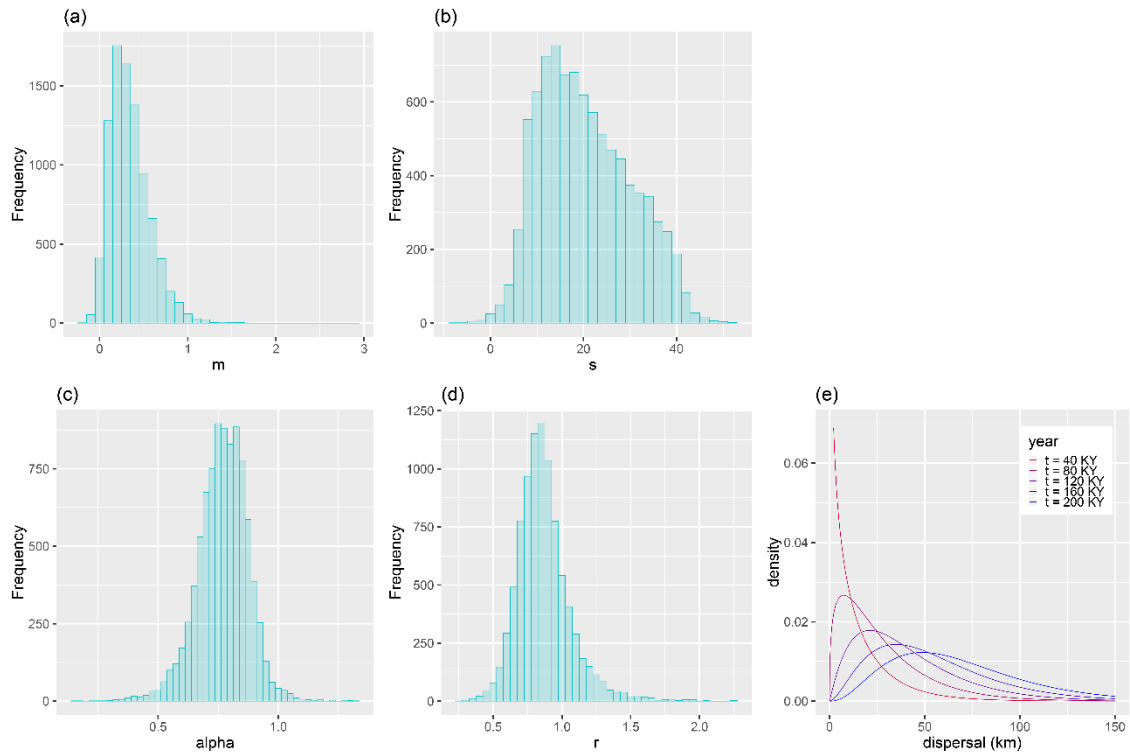 (a)
1500
1000
500
0
Frequency
0
1
2
3
m
(b)
600
400
200
0
Frequency
0
20
40
s
(c)
750
500
250
0
Frequency
0.5
1.0
alpha
(d)
1250
1000
750
500
250
0
Frequency
0.5
1.0
1.5
2.0
r
(e)
0.06
0.04
0.02
0.00
density
year
t = 40 KY
t = 80 KY
t = 120 KY
t = 160 KY
t = 200 KY
0
50
100
150
dispersal (km)